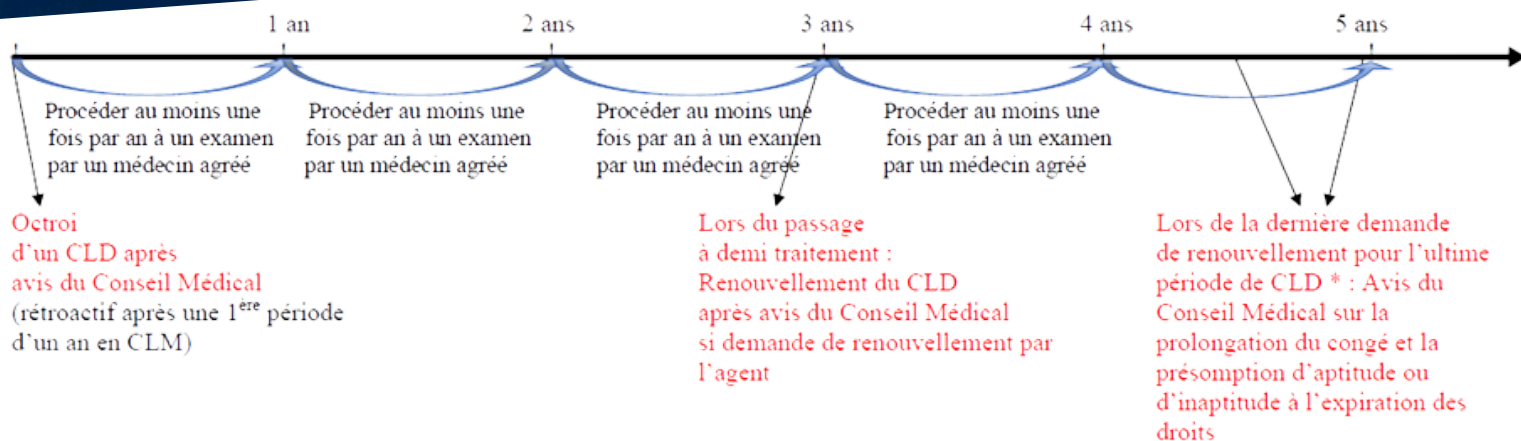 1 an
2 ans
3 ans
4 ans
5 ans
Procéder au moins une
fois par an à un examen
par un médecin agréé
Procéder au moins une
fois par an à un examen
par un médecin agréé
Procéder au moins une
fois par an à un examen
par un médecin agréé
Procéder au moins une
fois par an à un examen
par un médecin agréé
Octroi
d'un CLD après
avis du Conseil Médical
(rétroactif après une 1ère période
d'un an en CLM)
Lors du passage
à demi traitement :
Renouvellement du CLD
après avis du Conseil Médical
si demande de renouvellement par
l'agent
Lors de la dernière demande
de renouvellement pour l'ultime
période de CLD * : Avis du
Conseil Médical sur la
prolongation du congé et la
présomption d'aptitude ou
d'inaptitude à l'expiration des
droits